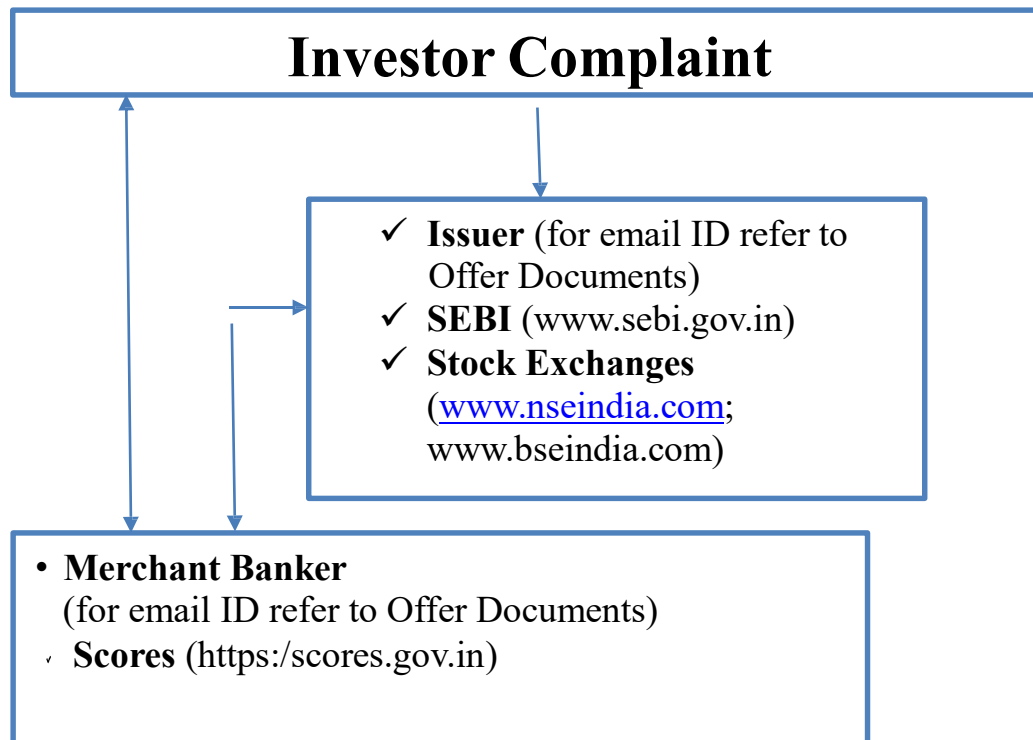 Investor Complaint
✓ Issuer (for email ID refer to
Offer Documents)
✓ SEBI (www.sebi.gov.in)
✓ Stock Exchanges
(www.nseindia.com;
www.bseindia.com)
• Merchant Banker
(for email ID refer to Offer Documents)
✓ Scores (https:/scores.gov.in)